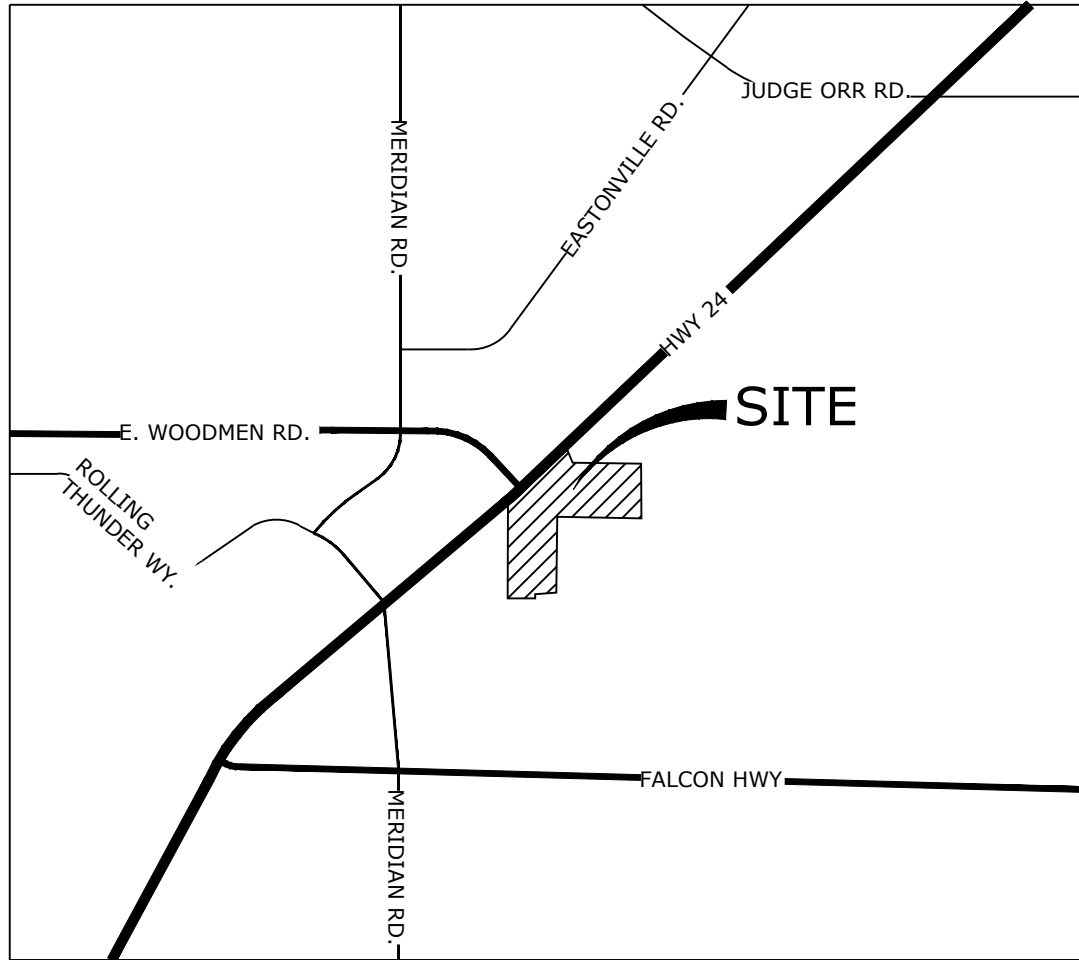 JUDGE ORR RD.
MERIDIAN RD.
EASTONVILLE RD.
HWY 24
SITE
E. WOODMEN RD.
ROLLING
THUNDER WY.
FALCON HWY
MERIDIAN RD.